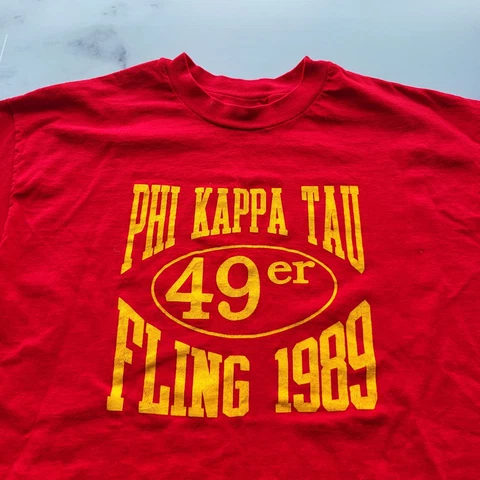 PHI KAPPA TAU
49er
FLING 1989